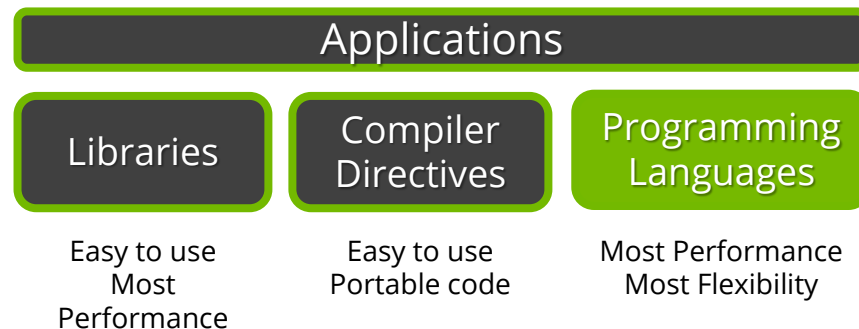 Applications
Libraries
Compiler
Directives
Programming
Languages
Easy to use
Most
Performance
Easy to use
Portable code
Most Performance
Most Flexibility